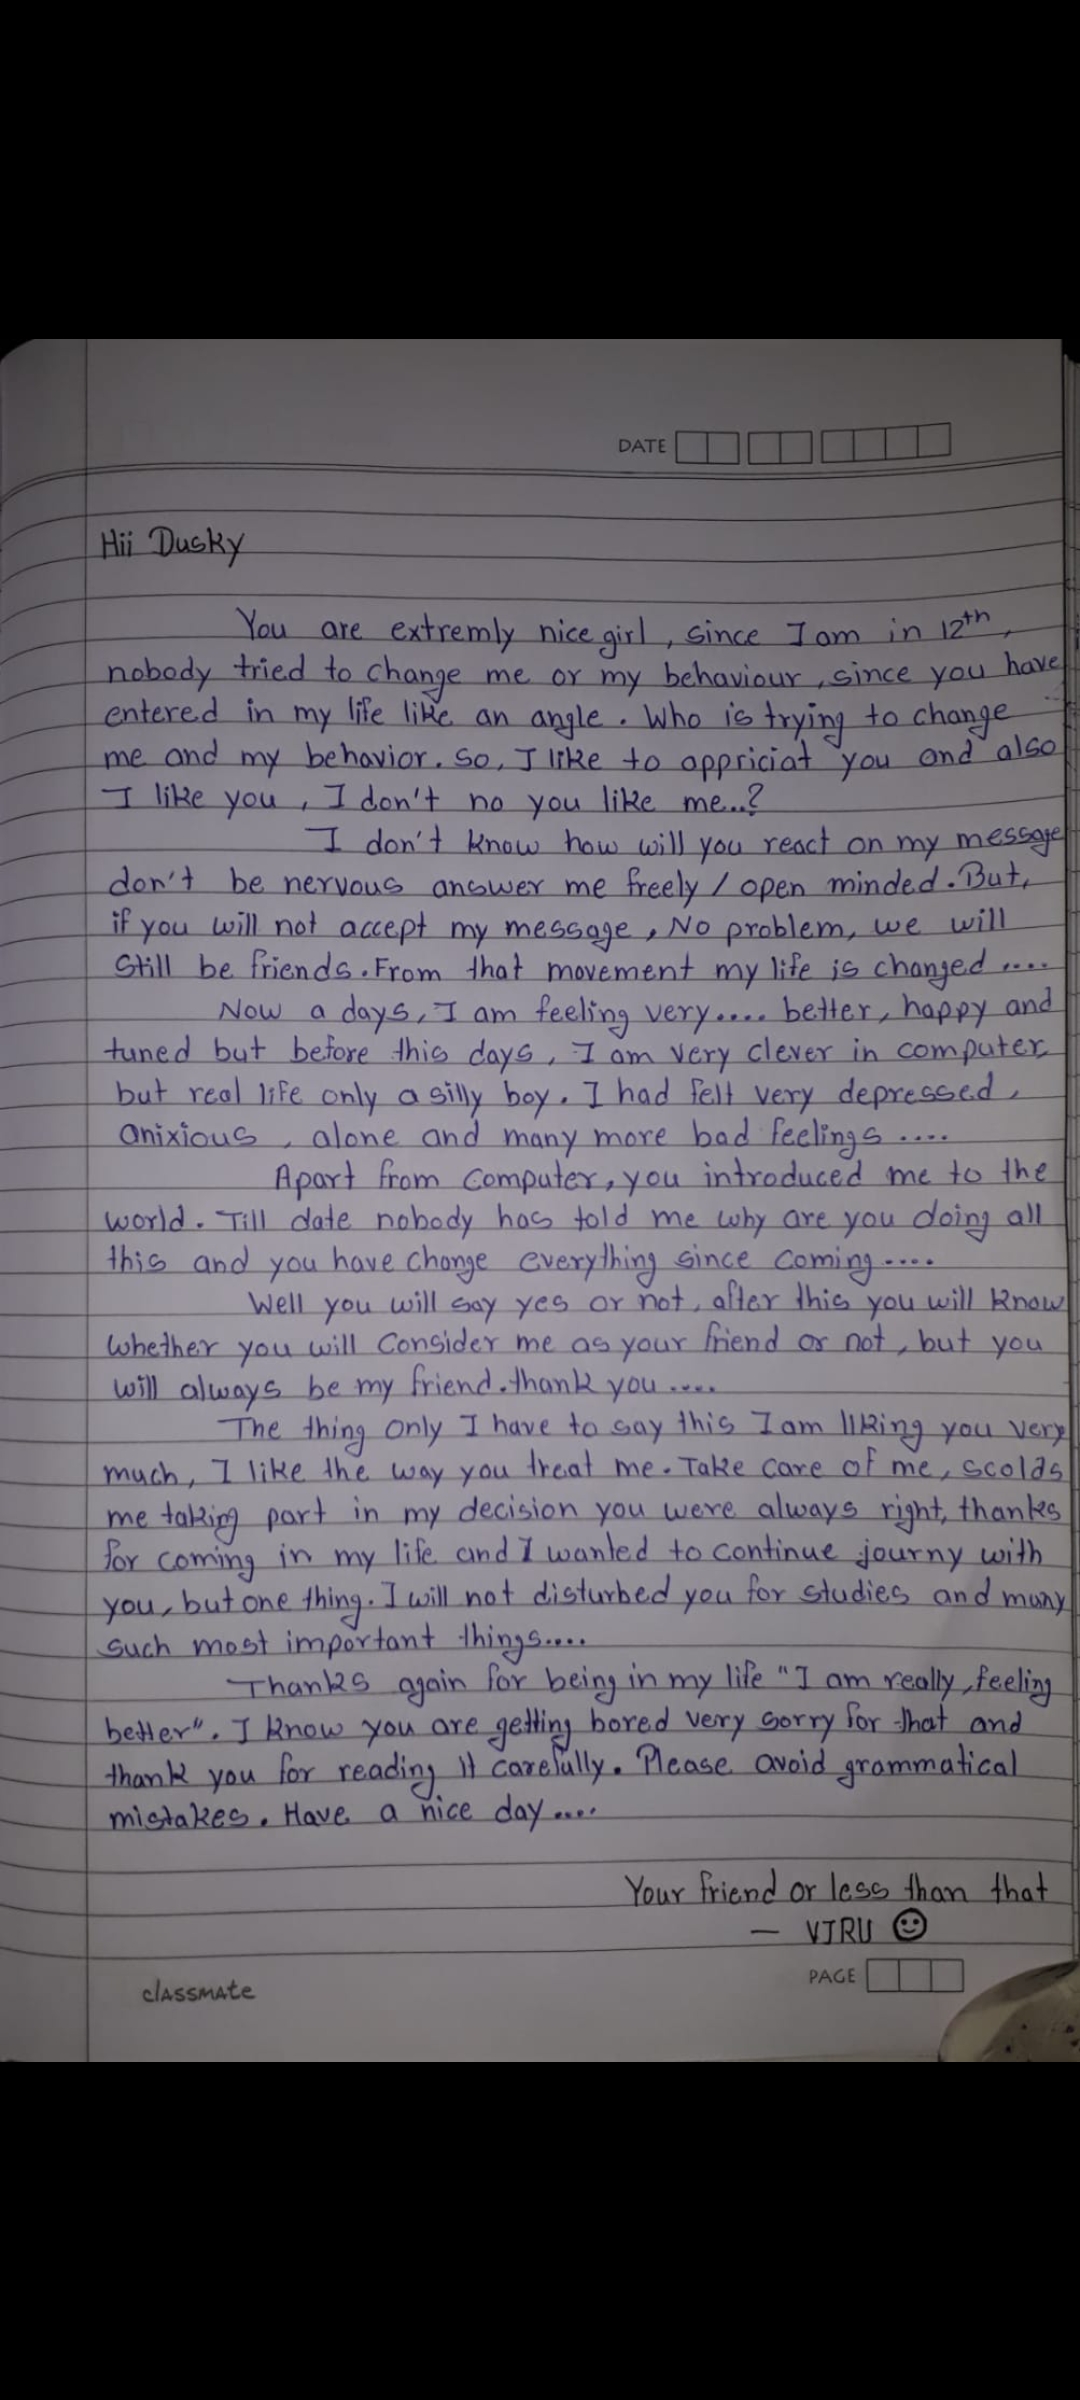 DATE
Hii Dusky
You are extremly nice girl, since I am in 12th,
nobody tried to change me or my behaviour, since you have
entered in my life like an angle. Who is trying to change
me and my behavior. So, I like to appriciat you and also
I like you, I don't no you like me...?
I don't know how will you react on my message
don't be nervous answer me freely / open minded. But,
if you will not accept my message, No problem, we will
still be friends. From that movement my life is changed ....
Now a days, I am feeling very.... better, happy and
tuned but before this days, I am very clever in computer,
but real life only a silly boy. I had felt very depressed,
anixious, alone and many more bad feelings ....
Apart from computer, you introduced me to the
world. Till date nobody has told me why are you doing all
this and you have change everything since coming ....
Well you will say yes or not, after this you will know
whether you will Consider me as your friend or not, but you
will always be my friend. thank you ....
The thing only I have to say this I am liking you very
much, I like the way you treat me. Take care of me, scolds
me taking part in my decision you were always right, thanks
for coming in my life and I wanted to continue journy with
you, but one thing. I will not disturbed you for studies and many
such most important things....
Thanks again for being in my life "I am really, feeling
better". I know you are getting bored very sorry for that and
thank you for reading it carefully. Please avoid grammatical
mistakes. Have a nice day ....
Your friend or less than that
— VJRU
classmate
PAGE